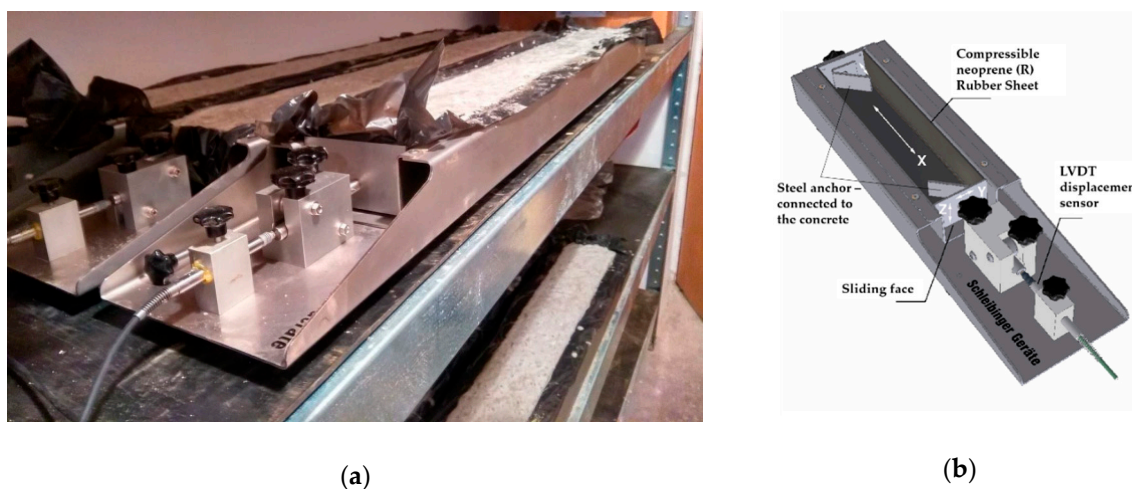 Compressible
neoprene (R)
Rubber Sheet
X
Y
Z
LVDT
displacemen
sensor
Steel anchor –
connected to
the concrete
Sliding face
Schleibinger Geräte
(a)
(b)